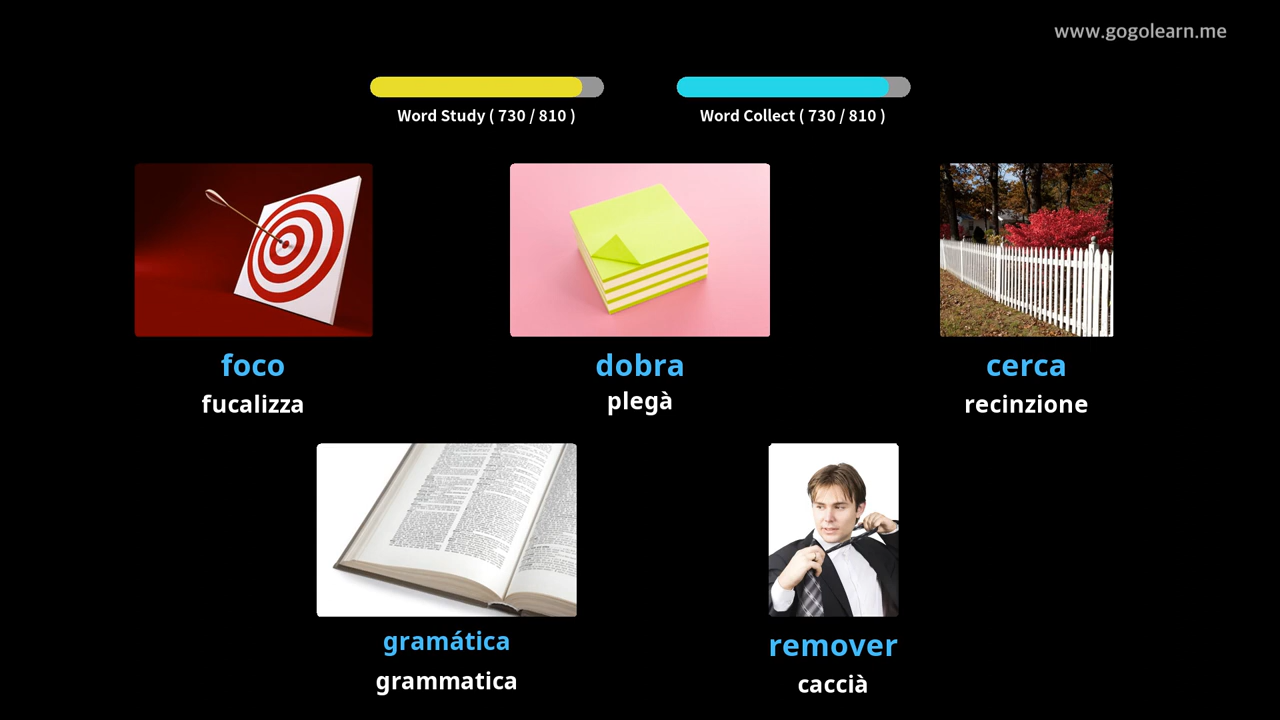 www.gogolearn.me
Word Study ( 730 / 810 )
Word Collect ( 730 / 810 )
foco
fucalizza
dobra
plegà
cerca
recinzione
gramática
grammatica
remover
caccià